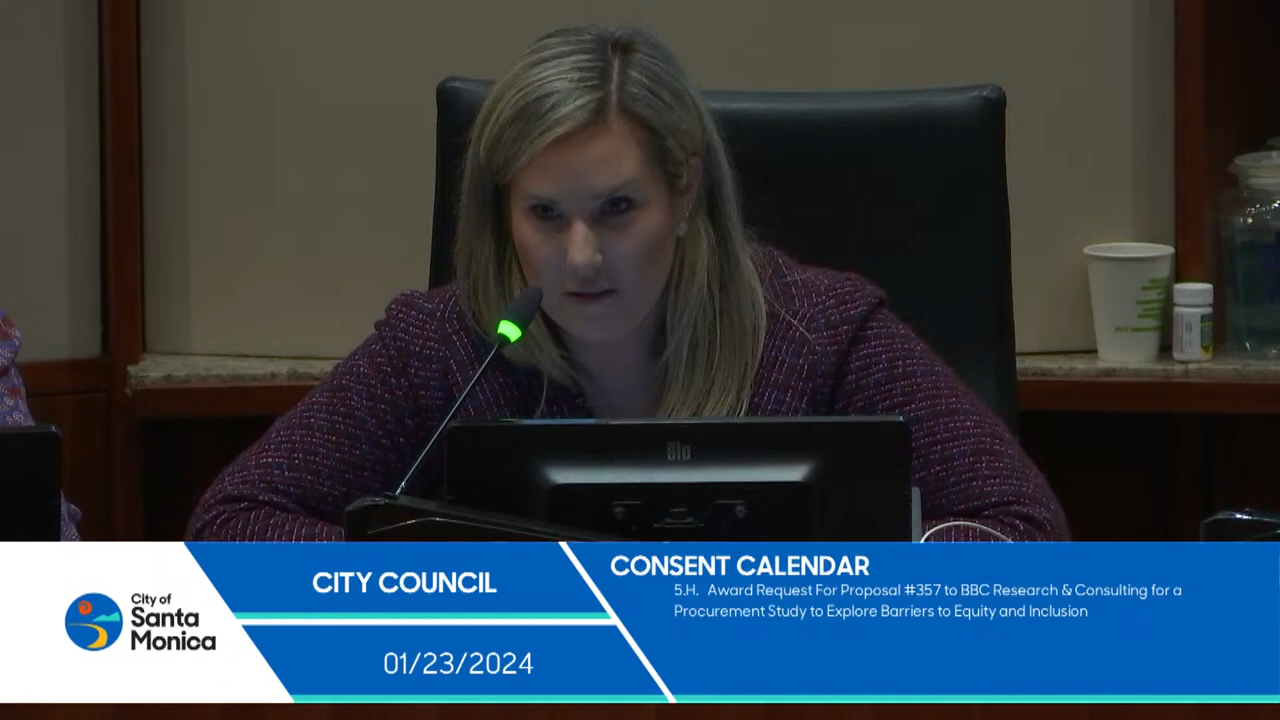 elo
City of
Santa
Monica
CITY COUNCIL
01/23/2024
CONSENT CALENDAR
5.H. Award Request For Proposal #357 to BBC Research & Consulting for a
Procurement Study to Explore Barriers to Equity and Inclusion